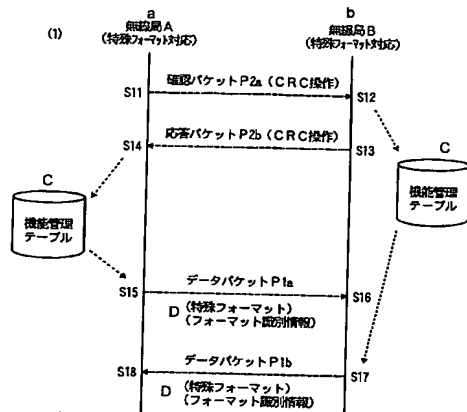 (1)
a
無線局A
(特殊フォーマット対応)
b
無線局B
(特殊フォーマット対応)
確認パケットP2a(CRC操作)
S11
S12
応答パケットP2b(CRC操作)
S14
S13
C
機能管理
テーブル
C
機能管理
テーブル
データパケットP1a
S15
S16
D (特殊フォーマット)
(フォーマット識別情報)
データパケットP1b
S18
S17
D (特殊フォーマット)
(フォーマット識別情報)